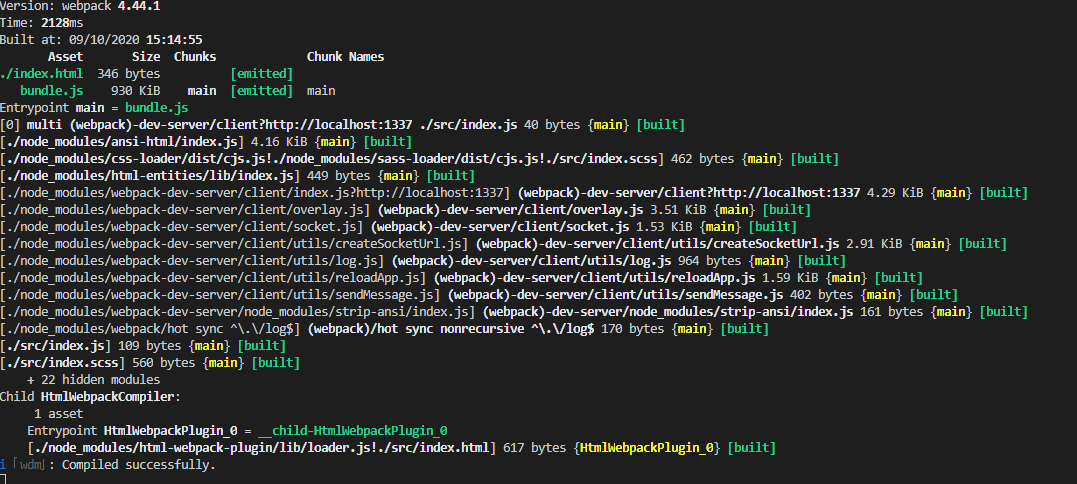 Version: webpack 4.44.1
Time: 2128ms
Built at: 09/10/2020 15:14:55
Asset Size Chunks Chunk Names
./index.html 346 bytes [emitted]
bundle.js 930 KiB main [emitted] main
Entrypoint main = bundle.js
[0] multi (webpack)-dev-server/client?http://localhost:1337 ./src/index.js 40 bytes {main} [built]
[./node_modules/ansi-html/index.js] 4.16 KiB {main} [built]
[./node_modules/css-loader/dist/cjs.js!./node_modules/sass-loader/dist/cjs.js!./src/index.scss] 462 bytes {main} [built]
[./node_modules/html-entities/lib/index.js] 449 bytes {main} [built]
[./node_modules/webpack-dev-server/client/index.js?http://localhost:1337] (webpack)-dev-server/client?http://localhost:1337 4.29 KiB {main} [built]
[./node_modules/webpack-dev-server/client/overlay.js] (webpack)-dev-server/client/overlay.js 3.51 KiB {main} [built]
[./node_modules/webpack-dev-server/client/socket.js] (webpack)-dev-server/client/socket.js 1.53 KiB {main} [built]
[./node_modules/webpack-dev-server/client/utils/createSocketUrl.js] (webpack)-dev-server/client/utils/createSocketUrl.js 2.91 KiB {main} [built]
[./node_modules/webpack-dev-server/client/utils/log.js] (webpack)-dev-server/client/utils/log.js 964 bytes {main} [built]
[./node_modules/webpack-dev-server/client/utils/reloadApp.js] (webpack)-dev-server/client/utils/reloadApp.js 1.59 KiB {main} [built]
[./node_modules/webpack-dev-server/client/utils/sendMessage.js] (webpack)-dev-server/client/utils/sendMessage.js 402 bytes {main} [built]
[./node_modules/webpack-dev-server/node_modules/strip-ansi/index.js] (webpack)-dev-server/node_modules/strip-ansi/index.js 161 bytes {main} [built]
[./node_modules/webpack/hot sync ^\.\/log$] (webpack)/hot sync nonrecursive ^\.\/log$ 170 bytes {main} [built]
[./src/index.js] 109 bytes {main} [built]
[./src/index.scss] 560 bytes {main} [built]
+ 22 hidden modules
Child HtmlWebpackCompiler:
1 asset
Entrypoint HtmlWebpackPlugin_0 = __child-HtmlWebpackPlugin_0
[./node_modules/html-webpack-plugin/lib/loader.js!./src/index.html] 617 bytes {HtmlWebpackPlugin_0} [built]
i ｢wdm｣: Compiled successfully.